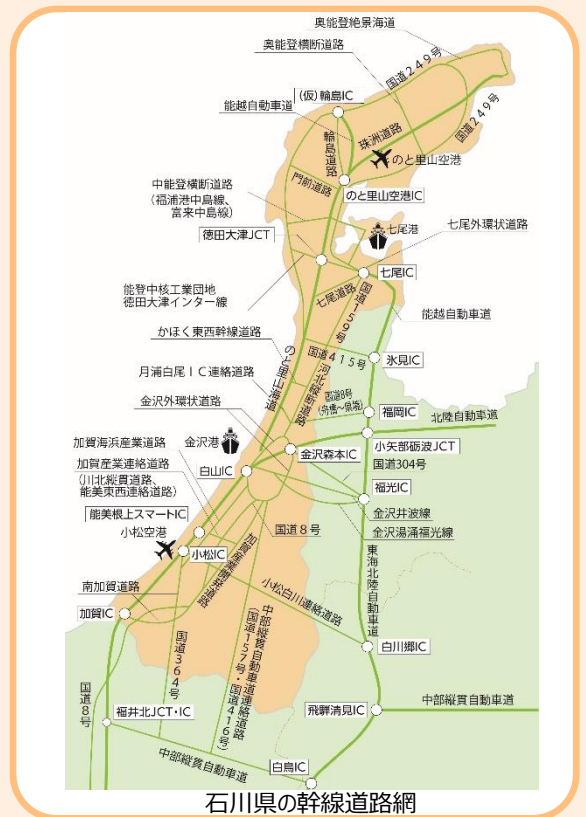 奥能登絶景海道
奥能登横断道路
国道249号
(仮)輪島IC
能越自動車道
珠洲道路
国道249号
輪島道路
のと里山空港
門前道路
のと里山空港IC
中能登横断道路
(福浦港中島線、
富来中島線)
七尾港
七尾外環状道路
徳田大津JCT
七尾IC
能登中核工業団地
徳田大津インター線
七尾道路
国道159号
能越自動車道
かほく東西幹線道路
のと里山海道
国道415号
氷見IC
月浦白尾IC連絡道路
河北縦断道路
国道8号
福岡IC
金沢外環状道路
北陸自動車道
加賀海浜産業道路
金沢港
小矢部砺波JCT
金沢森本IC
加賀産業連絡道路
(川北縦貫道路、
能美東西連絡道路)
白山IC
国道304号
福光IC
能美根上スマートIC
国道8号
金沢井波線
金沢湯涌福光線
小松空港
小松IC
加賀産業開発道路
東海北陸自動車道
南加賀道路
小松白川連絡道路
加賀IC
国道364号
中部縦貫自動車道連絡道路
(国道157号・国道416号)
白川郷IC
国道8号
福井北JCT・IC
飛騨清見IC
中部縦貫自動車道
中部縦貫自動車道
白鳥IC
石川県の幹線道路網